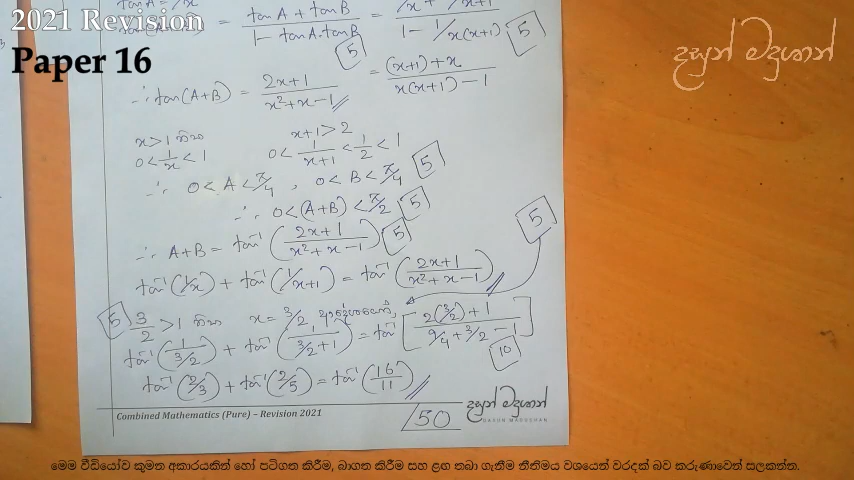 2021 Revision
Paper 16
දසුන් මදුශාන්
tan A + tan B / 1 - tan A tan B = 1/x + 1/x+1 / 1 - 1/x(x+1) 5
5
∴ tan(A+B) = 2x+1 / x²+x-1 = (x+1)+x / x(x+1) - 1
x>1 නිසා x+1 > 2
0 < 1/x < 1 0 < 1/x+1 < 1/2 < 1
∴ 0 < A < π/4 , 0 < B < π/4 5
∴ 0 < (A+B) < π/2 5
∴ A+B = tan⁻¹ (2x+1 / x²+x-1) 5
5
tan⁻¹(1/x) + tan⁻¹(1/x+1) = tan⁻¹ (2x+1 / x²+x-1)
5 3/2 > 1 නිසා x = 3/2 ආදේශයෙන්,
tan⁻¹(1 / 3/2) + tan⁻¹(1 / 3/2+1) = tan⁻¹ [2(3/2)+1 / 9/4 + 3/2 - 1]
10
tan⁻¹(2/3) + tan⁻¹(2/5) = tan⁻¹(16/11)
Combined Mathematics (Pure) – Revision 2021
/50
දසුන් මදුශාන්
DASUN MADUSHAN
මෙම වීඩියෝව කුමන අකාරයකින් හෝ පටිගත කිරීම, බාගත කිරීම සහ ළඟ තබා ගැනීම නීතිමය වශයෙන් වරදක් බව කරුණාවෙන් සලකන්න.